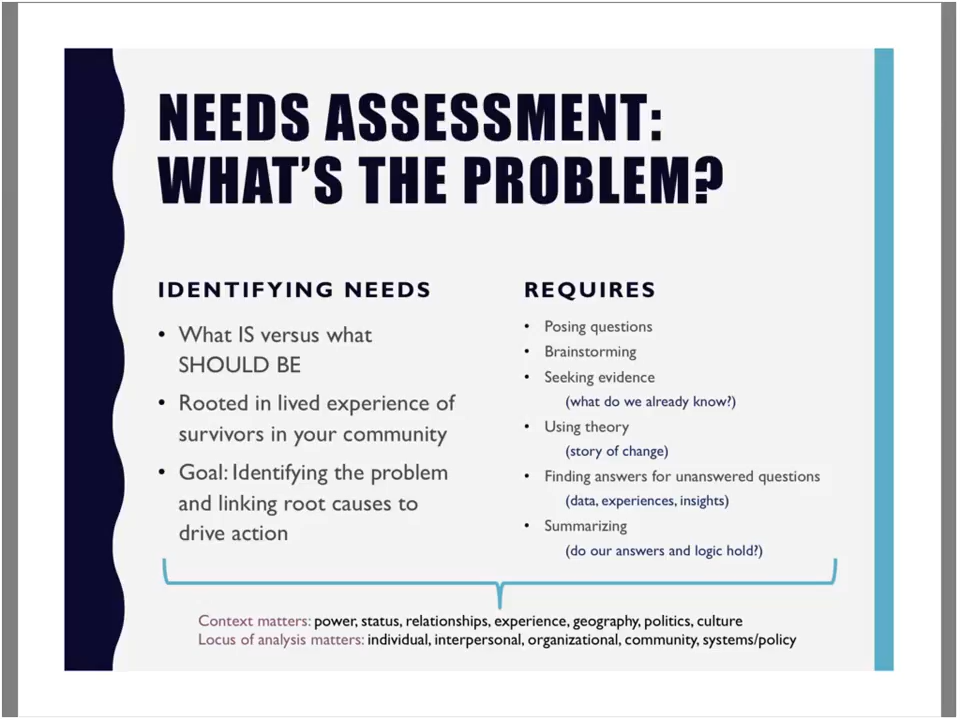 NEEDS ASSESSMENT:
WHAT'S THE PROBLEM?
IDENTIFYING NEEDS
• What IS versus what
SHOULD BE
• Rooted in lived experience of
survivors in your community
• Goal: Identifying the problem
and linking root causes to
drive action
REQUIRES
• Posing questions
• Brainstorming
• Seeking evidence
(what do we already know?)
• Using theory
(story of change)
• Finding answers for unanswered questions
(data, experiences, insights)
• Summarizing
(do our answers and logic hold?)
Context matters: power, status, relationships, experience, geography, politics, culture
Locus of analysis matters: individual, interpersonal, organizational, community, systems/policy